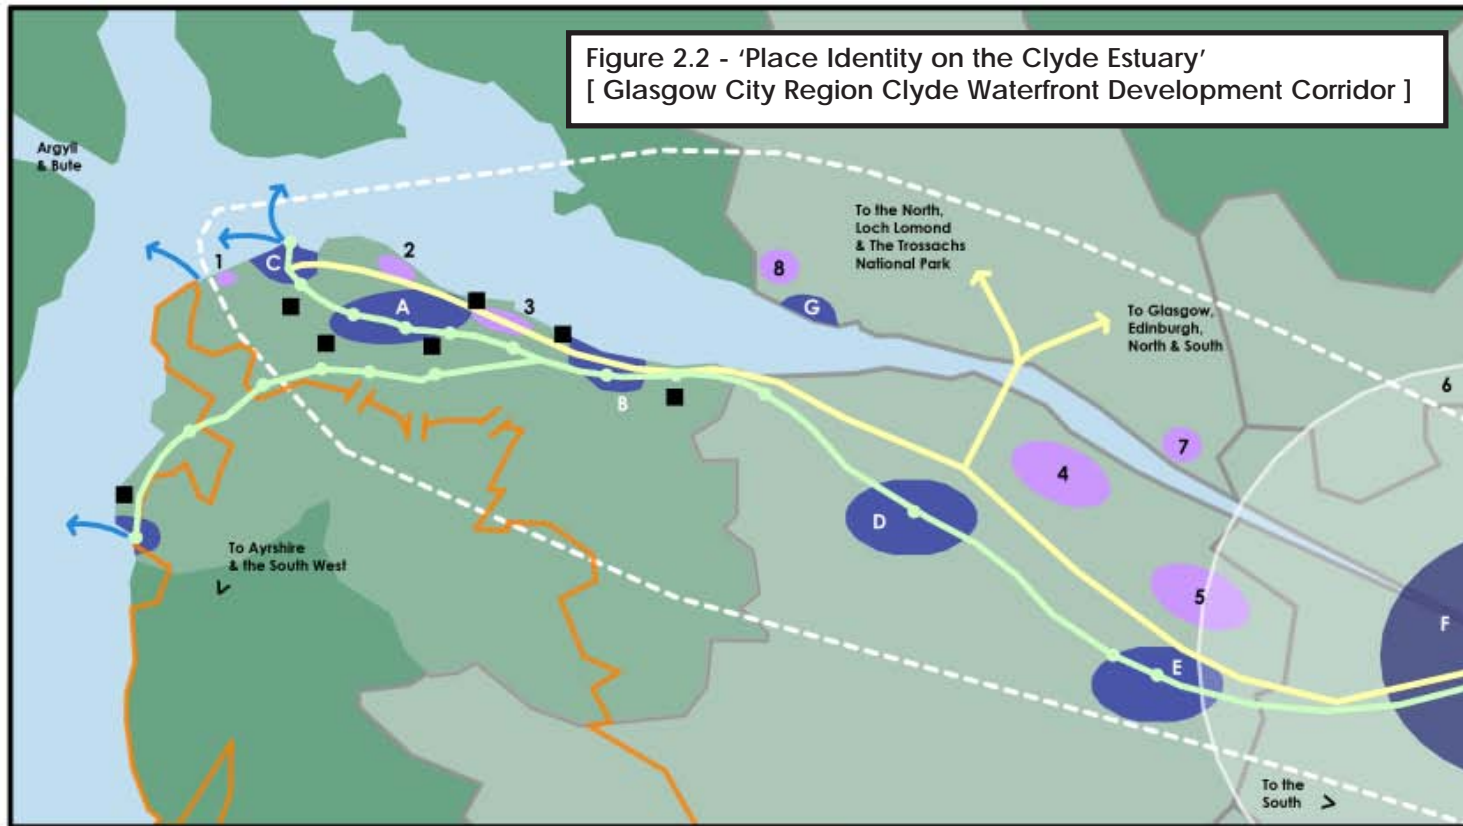 Figure 2.2 - ‘Place Identity on the Clyde Estuary’
[ Glasgow City Region Clyde Waterfront Development Corridor ]
Argyll
& Bute
To the North,
Loch Lomond
& The Trossachs
National Park
To Glasgow,
Edinburgh,
North & South
1
C
2
A
3
B
8
G
6
7
4
D
5
E
F
To Ayrshire
& the South West
To the
South